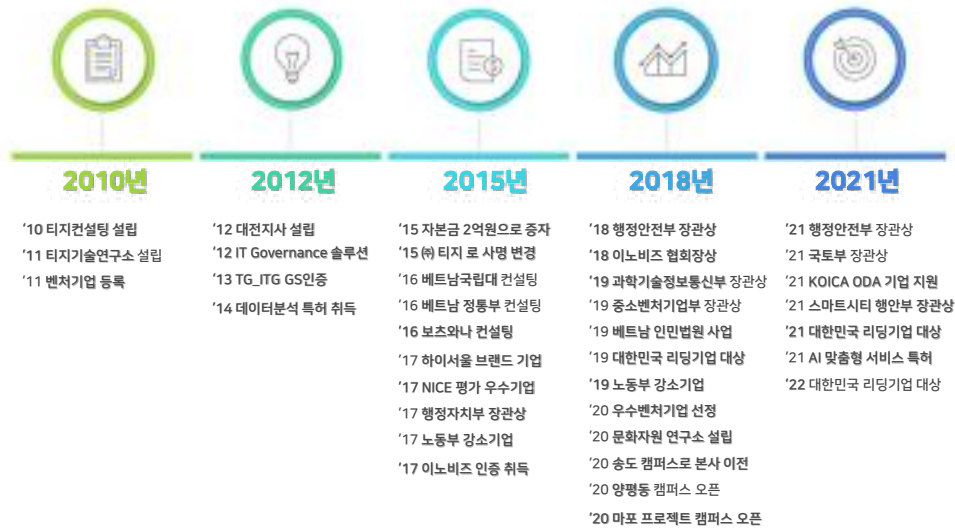 2010년
'10 티지컨설팅 설립
'11 티지기술연구소 설립
'11 벤처기업 등록
2012년
'12 대전지사 설립
'12 IT Governance 솔루션
'13 TG_ITG GS인증
'14 데이터분석 특허 취득
2015년
'15 자본금 2억원으로 증자
'15 ㈜ 티지 로 사명 변경
'16 베트남국립대 컨설팅
'16 베트남 정통부 컨설팅
'16 보츠와나 컨설팅
'17 하이서울 브랜드 기업
'17 NICE 평가 우수기업
'17 행정자치부 장관상
'17 노동부 강소기업
'17 이노비즈 인증 취득
2018년
'18 행정안전부 장관상
'18 이노비즈 협회장상
'19 과학기술정보통신부 장관상
'19 중소벤처기업부 장관상
'19 베트남 인민법원 사업
'19 대한민국 리딩기업 대상
'19 노동부 강소기업
'20 우수벤처기업 선정
'20 문화자원 연구소 설립
'20 송도 캠퍼스로 본사 이전
'20 양평동 캠퍼스 오픈
'20 마포 프로젝트 캠퍼스 오픈
2021년
'21 행정안전부 장관상
'21 국토부 장관상
'21 KOICA ODA 기업 지원
'21 스마트시티 행안부 장관상
'21 대한민국 리딩기업 대상
'21 AI 맞춤형 서비스 특허
'22 대한민국 리딩기업 대상